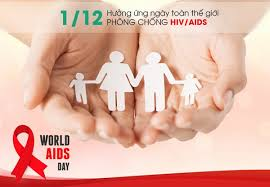 1/12 Hưởng ứng ngày toàn thế giới
PHÒNG CHỐNG HIV/AIDS
WORLD
AIDS
DAY